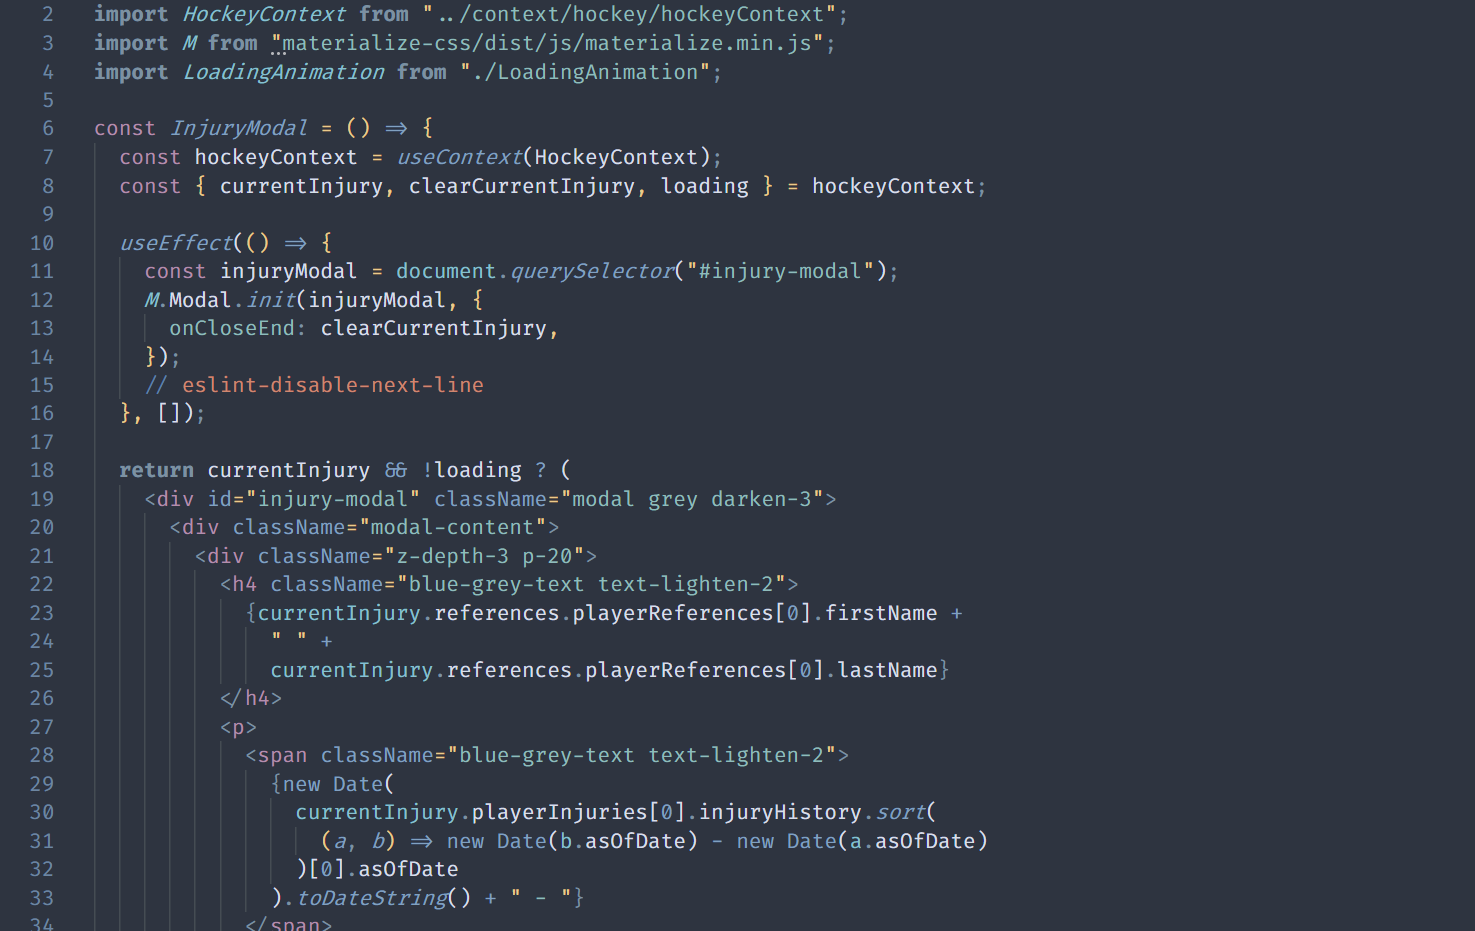 2 import HockeyContext from "../context/hockey/hockeyContext";
3 import M from "materialize-css/dist/js/materialize.min.js";
4 import LoadingAnimation from "./LoadingAnimation";
5
6 const InjuryModal = () => {
7   const hockeyContext = useContext(HockeyContext);
8   const { currentInjury, clearCurrentInjury, loading } = hockeyContext;
9
10   useEffect(() => {
11     const injuryModal = document.querySelector("#injury-modal");
12     M.Modal.init(injuryModal, {
13       onCloseEnd: clearCurrentInjury,
14     });
15     // eslint-disable-next-line
16   }, []);
17
18   return currentInjury && !loading ? (
19     <div id="injury-modal" className="modal grey darken-3">
20       <div className="modal-content">
21         <div className="z-depth-3 p-20">
22           <h4 className="blue-grey-text text-lighten-2">
23             {currentInjury.references.playerReferences[0].firstName +
24               " " +
25               currentInjury.references.playerReferences[0].lastName}
26           </h4>
27           <p>
28             <span className="blue-grey-text text-lighten-2">
29               {new Date(
30                 currentInjury.playerInjuries[0].injuryHistory.sort(
31                   (a, b) => new Date(b.asOfDate) - new Date(a.asOfDate)
32                 )[0].asOfDate
33               ).toDateString() + " - "}
34             </span>